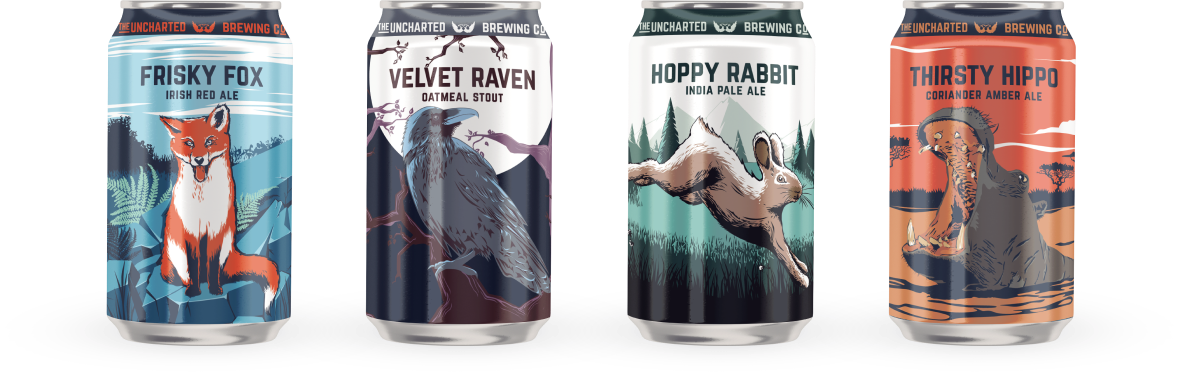 THE UNCHARTED BREWING CO.
FRISKY FOX
IRISH RED ALE
THE UNCHARTED BREWING CO.
VELVET RAVEN
OATMEAL STOUT
THE UNCHARTED BREWING CO.
HOPPY RABBIT
INDIA PALE ALE
THE UNCHARTED BREWING CO.
THIRSTY HIPPO
CORIANDER AMBER ALE